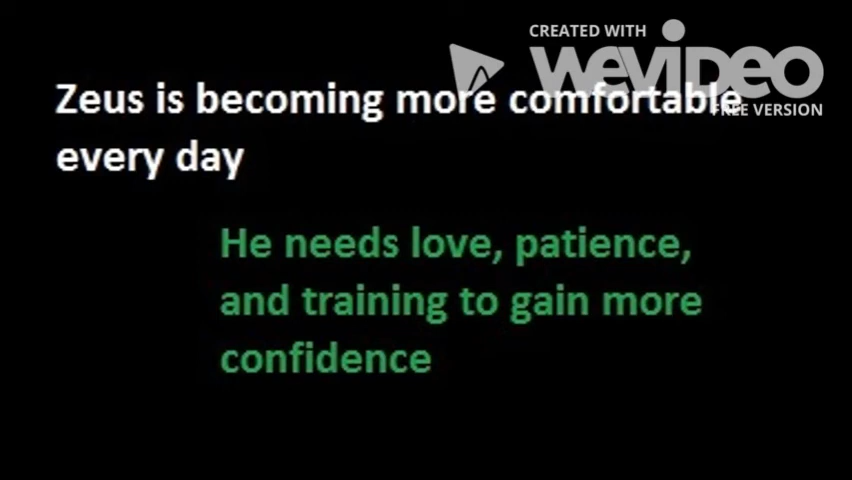 CREATED WITH
WeVideo
FREE VERSION
Zeus is becoming more comfortable
every day
He needs love, patience,
and training to gain more
confidence